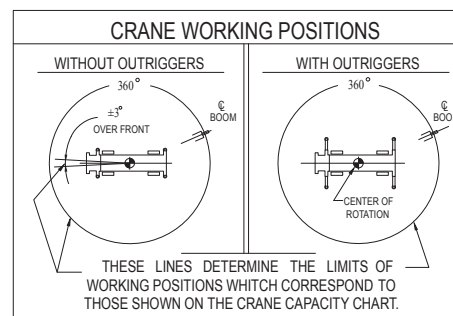 CRANE WORKING POSITIONS
WITHOUT OUTRIGGERS
360°
±3°
OVER FRONT
℄
BOOM
WITH OUTRIGGERS
360°
℄
BOOM
CENTER OF
ROTATION
THESE LINES DETERMINE THE LIMITS OF
WORKING POSITIONS WHITCH CORRESPOND TO
THOSE SHOWN ON THE CRANE CAPACITY CHART.